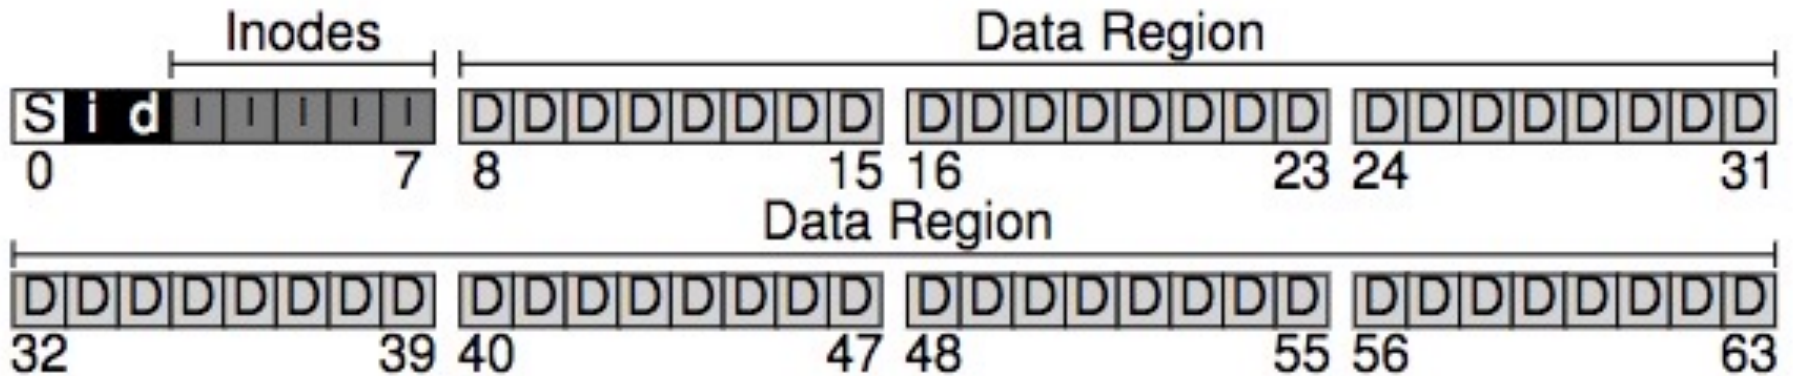 Inodes Data Region
S i d I I I I I D D D D D D D D D D D D D D D D D D D D D D D D
0 7 8 15 16 23 24 31
Data Region
D D D D D D D D D D D D D D D D D D D D D D D D D D D D D D D D
32 39 40 47 48 55 56 63